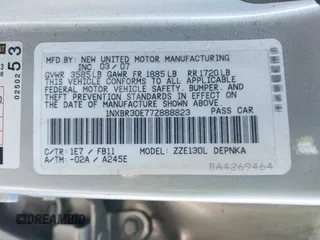 MFD. BY: NEW UNITED MOTOR MANUFACTURING
INC. 03/07
GVWR 3585LB GAWR FR 1885LB RR 1720LB
THIS VEHICLE CONFORMS TO ALL APPLICABLE
FEDERAL MOTOR VEHICLE SAFETY, BUMPER, AND
THEFT PREVENTION STANDARDS IN EFFECT ON
THE DATE OF MANUFACTURE SHOWN ABOVE.
1NXBR30E77Z888823 PASS CAR
C/TR: 1E7 / FB11 MODEL: ZZE130L DEPNKA
A/TM: -02A / A245E
BA4269464
0250253
DREAMBID